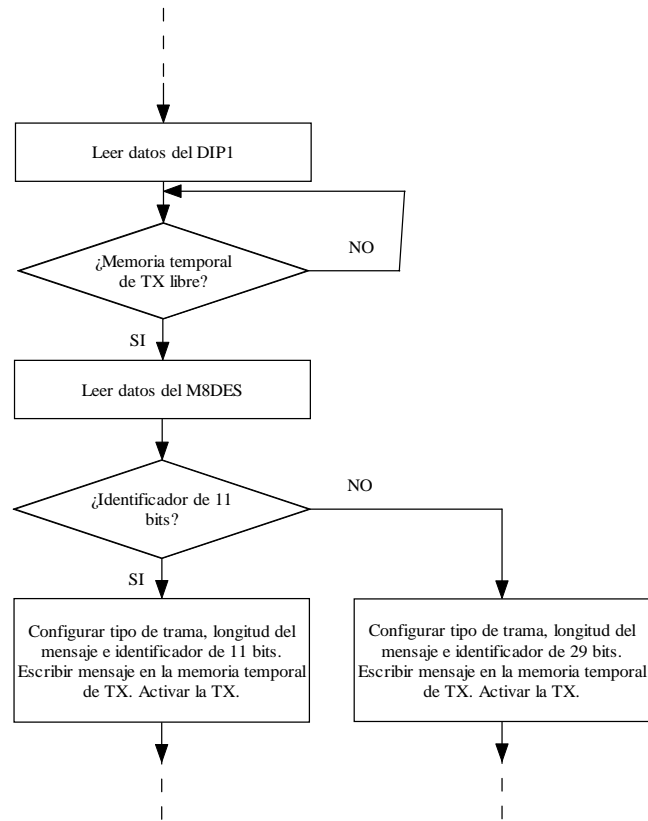 Leer datos del DIP1
NO
¿Memoria temporal
de TX libre?
SI
Leer datos del M8DES
NO
¿Identificador de 11
bits?
SI
Configurar tipo de trama, longitud del
mensaje e identificador de 11 bits.
Escribir mensaje en la memoria temporal
de TX. Activar la TX.
Configurar tipo de trama, longitud del
mensaje e identificador de 29 bits.
Escribir mensaje en la memoria temporal
de TX. Activar la TX.